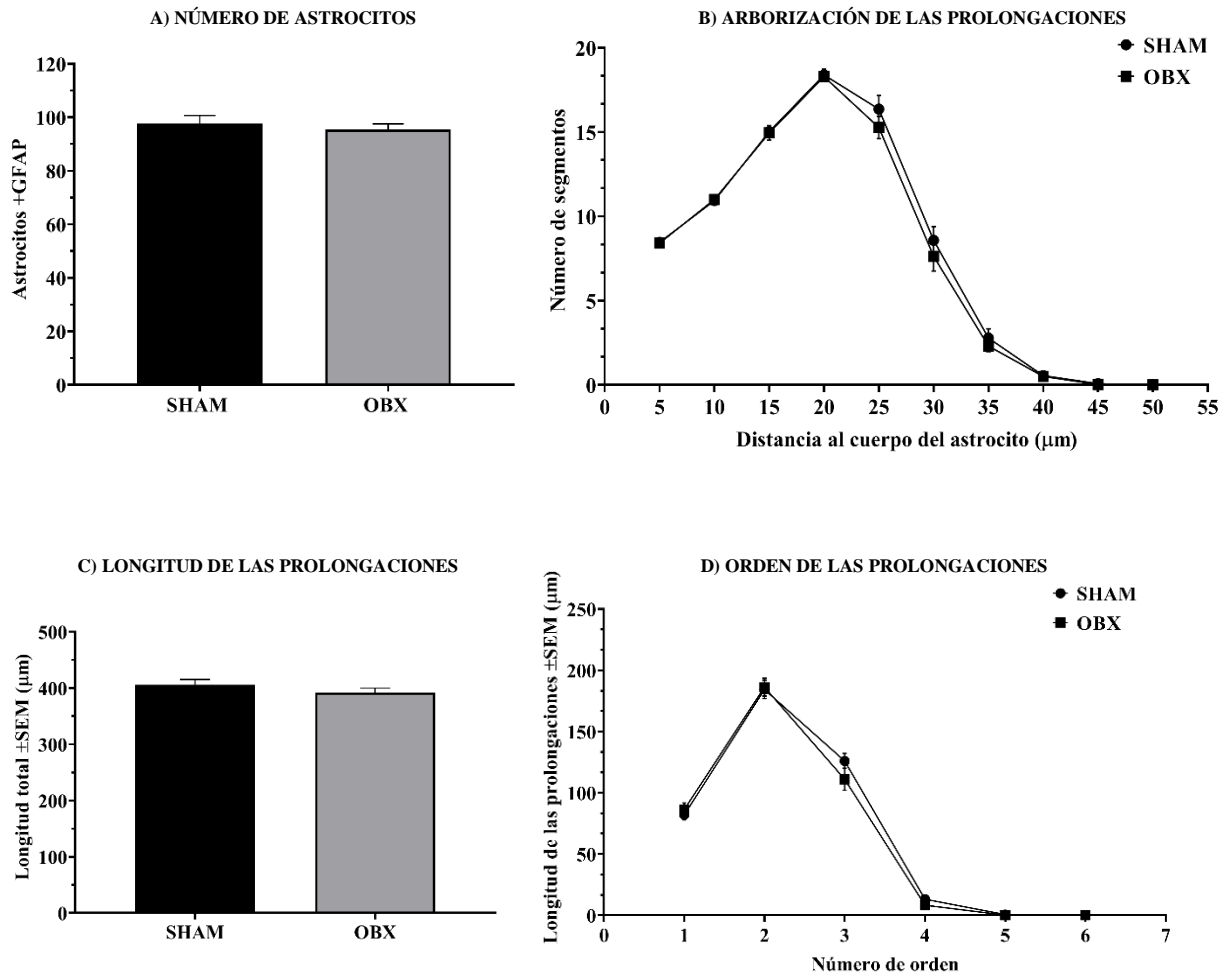 A) NÚMERO DE ASTROCITOS
Astrocitos +GFAP
120
100
80
60
40
20
0
SHAM
OBX
B) ARBORIZACIÓN DE LAS PROLONGACIONES
SHAM
OBX
Número de segmentos
20
15
10
5
0
0 5 10 15 20 25 30 35 40 45 50 55
Distancia al cuerpo del astrocito (μm)
C) LONGITUD DE LAS PROLONGACIONES
Longitud total ±SEM (μm)
500
400
300
200
100
0
SHAM
OBX
D) ORDEN DE LAS PROLONGACIONES
SHAM
OBX
Longitud de las prolongaciones ±SEM (μm)
250
200
150
100
50
0
0 1 2 3 4 5 6 7
Número de orden